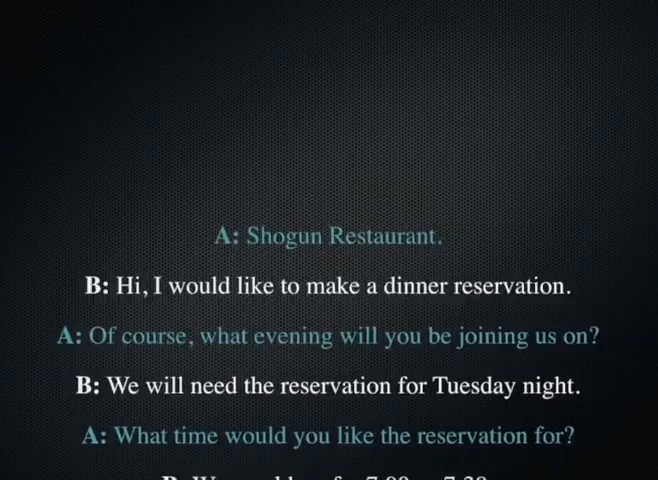 A: Shogun Restaurant.
B: Hi, I would like to make a dinner reservation.
A: Of course, what evening will you be joining us on?
B: We will need the reservation for Tuesday night.
A: What time would you like the reservation for?